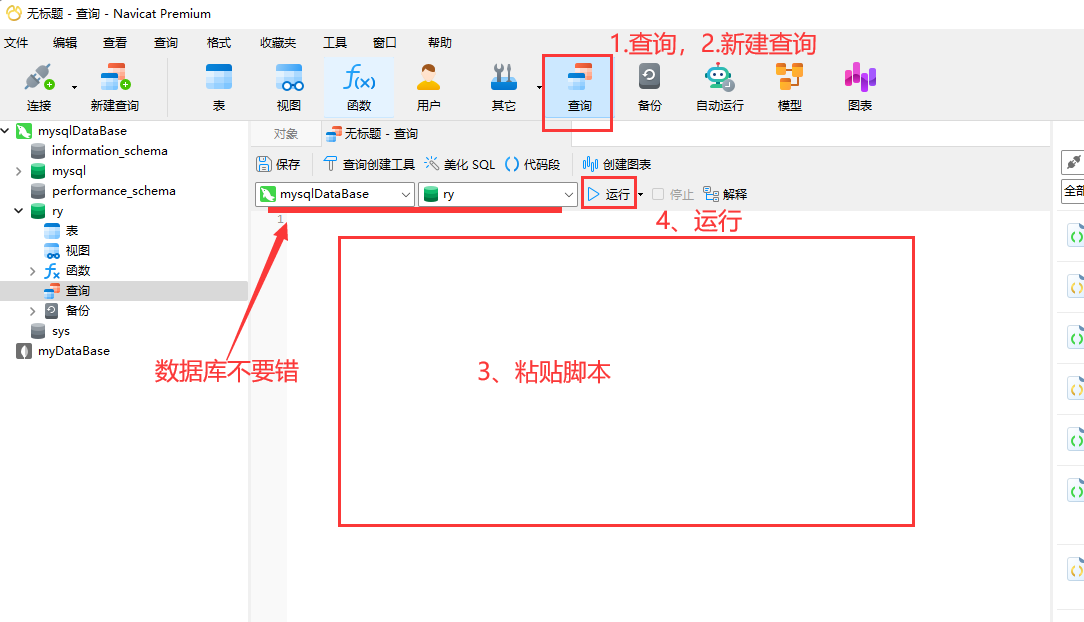 无标题 - 查询 - Navicat Premium
文件 编辑 查看 查询 格式 收藏夹 工具 窗口 帮助
1.查询，2.新建查询
连接 新建查询 表 视图 函数 用户 其它 查询 备份 自动运行 模型 图表
mysqlDataBase
information_schema
mysql
performance_schema
ry
表
视图
函数
查询
备份
sys
myDataBase
对象 无标题 - 查询
保存 查询创建工具 美化 SQL 代码段 创建图表
mysqlDataBase ry 运行 停止 解释
全部
4、运行
1
数据库不要错
3、粘贴脚本